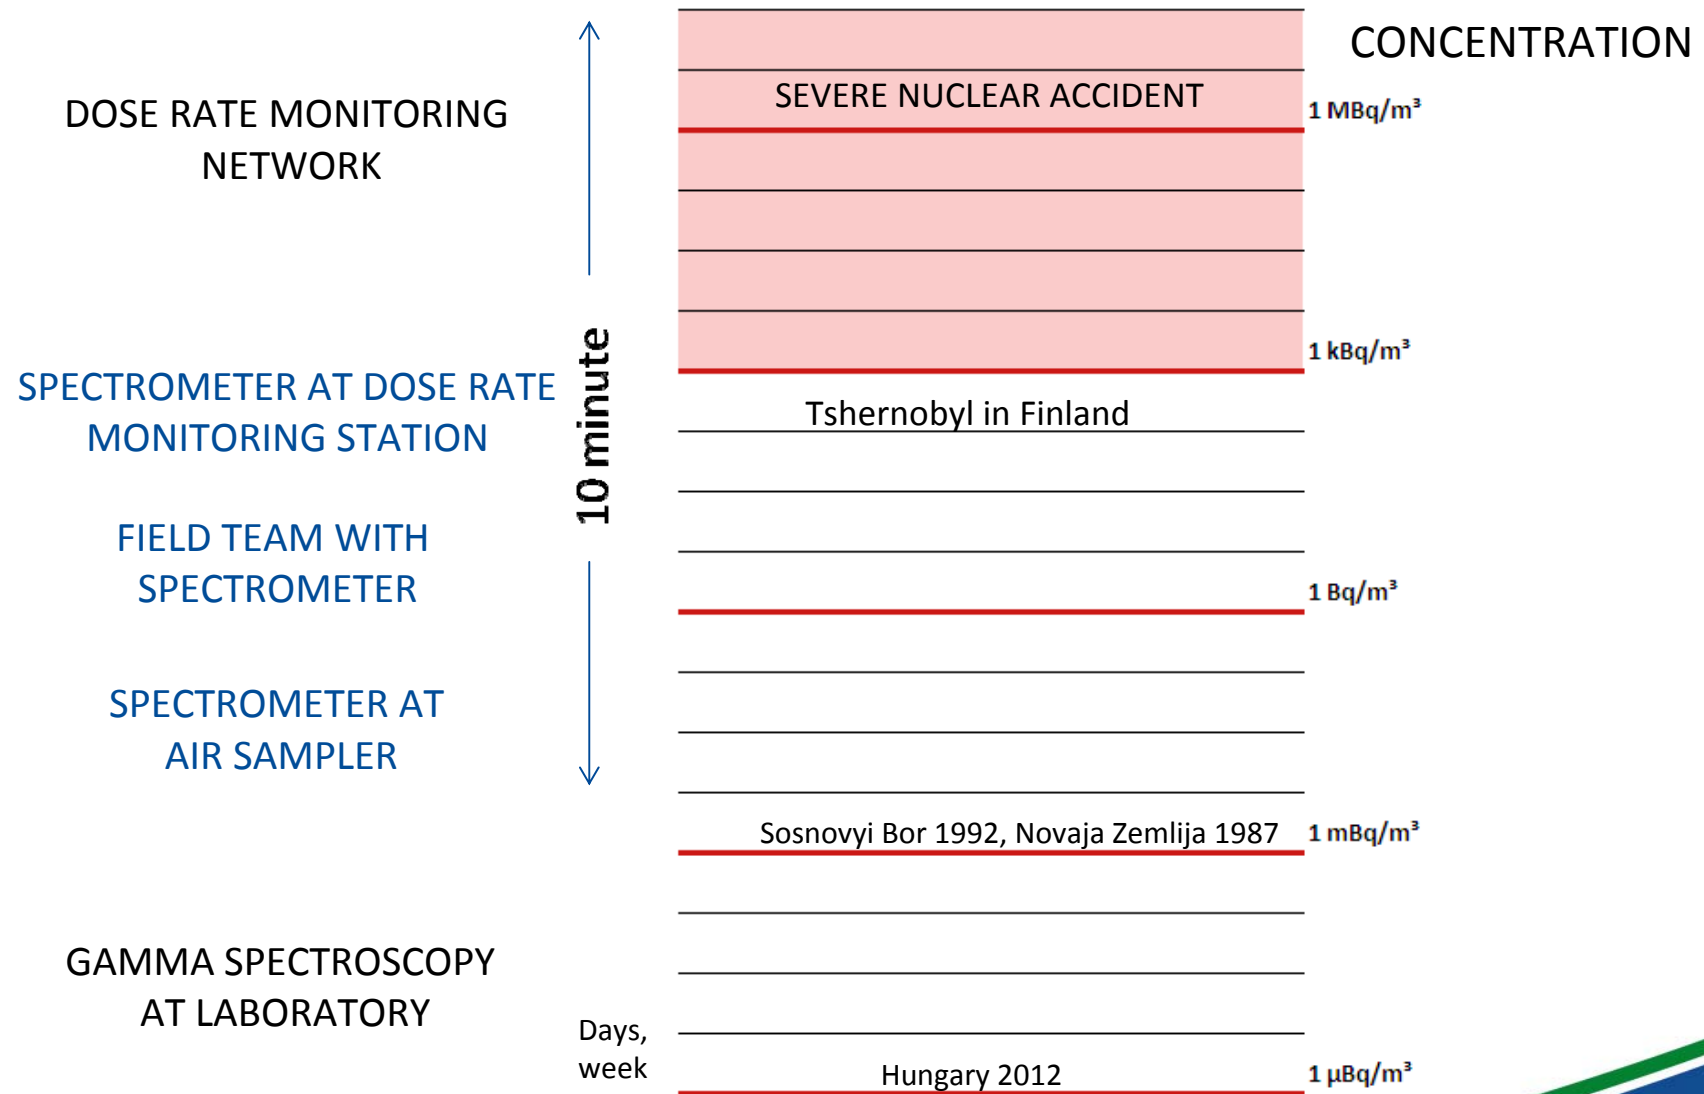 CONCENTRATION
SEVERE NUCLEAR ACCIDENT
1 MBq/m³
DOSE RATE MONITORING
NETWORK
1 kBq/m³
10 minute
SPECTROMETER AT DOSE RATE
MONITORING STATION
Tshernobyl in Finland
FIELD TEAM WITH
SPECTROMETER
1 Bq/m³
SPECTROMETER AT
AIR SAMPLER
Sosnovyi Bor 1992, Novaja Zemlija 1987
1 mBq/m³
GAMMA SPECTROSCOPY
AT LABORATORY
Days,
week
Hungary 2012
1 µBq/m³